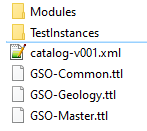 Modules
TestInstances
catalog-v001.xml
GSO-Common.ttl
GSO-Geology.ttl
GSO-Master.ttl